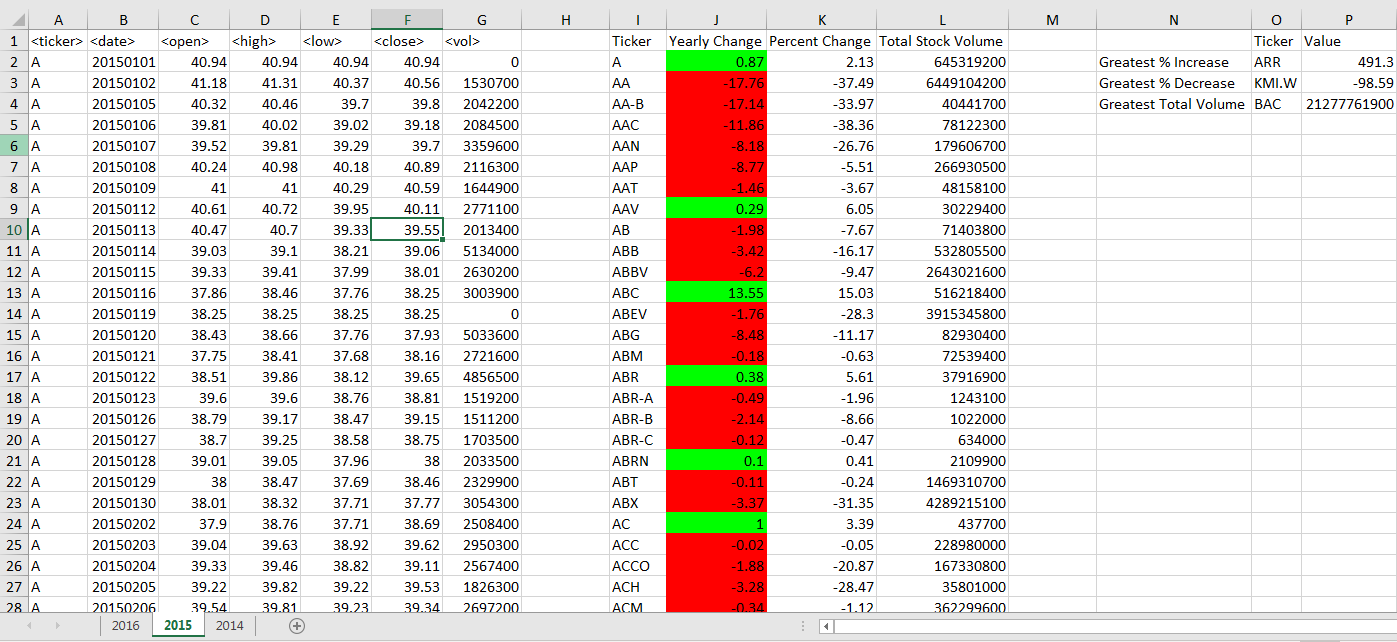 A B C D E F G H I J K L M N O P
1 <ticker> <date> <open> <high> <low> <close> <vol> Ticker Yearly Change Percent Change Total Stock Volume Ticker Value
2 A 20150101 40.94 40.94 40.94 40.94 0 A 0.87 2.13 645319200 Greatest % Increase ARR 491.3
3 A 20150102 41.18 41.31 40.37 40.56 1530700 AA -17.76 -37.49 6449104200 Greatest % Decrease KMI.W -98.59
4 A 20150105 40.32 40.46 39.7 39.8 2042200 AA-B -17.14 -33.97 40441700 Greatest Total Volume BAC 21277761900
5 A 20150106 39.81 40.02 39.02 39.18 2084500 AAC -11.86 -38.36 78122300
6 A 20150107 39.52 39.81 39.29 39.7 3359600 AAN -8.18 -26.76 179606700
7 A 20150108 40.24 40.98 40.18 40.89 2116300 AAP -8.77 -5.51 266930500
8 A 20150109 41 41 40.29 40.59 1644900 AAT -1.46 -3.67 48158100
9 A 20150112 40.61 40.72 39.95 40.11 2771100 AAV 0.29 6.05 30229400
10 A 20150113 40.47 40.7 39.33 39.55 2013400 AB -1.98 -7.67 71403800
11 A 20150114 39.03 39.1 38.21 39.06 5134000 ABB -3.42 -16.17 532805500
12 A 20150115 39.33 39.41 37.99 38.01 2630200 ABBV -6.2 -9.47 2643021600
13 A 20150116 37.86 38.46 37.76 38.25 3003900 ABC 13.55 15.03 516218400
14 A 20150119 38.25 38.25 38.25 38.25 0 ABEV -1.76 -28.3 3915345800
15 A 20150120 38.43 38.66 37.76 37.93 5033600 ABG -8.48 -11.17 82930400
16 A 20150121 37.75 38.41 37.68 38.16 2721600 ABM -0.18 -0.63 72539400
17 A 20150122 38.51 39.86 38.12 39.65 4856500 ABR 0.38 5.61 37916900
18 A 20150123 39.6 39.6 38.76 38.81 1519200 ABR-A -0.49 -1.96 1243100
19 A 20150126 38.79 39.17 38.47 39.15 1511200 ABR-B -2.14 -8.66 1022000
20 A 20150127 38.7 39.25 38.58 38.75 1703500 ABR-C -0.12 -0.47 634000
21 A 20150128 39.01 39.05 37.96 38 2033500 ABRN 0.1 0.41 2109900
22 A 20150129 38 38.47 37.69 38.46 2329900 ABT -0.11 -0.24 1469310700
23 A 20150130 38.01 38.32 37.71 37.77 3054300 ABX -3.37 -31.35 4289215100
24 A 20150202 37.9 38.76 37.71 38.69 2508400 AC 1 3.39 437700
25 A 20150203 39.04 39.63 38.92 39.62 2950300 ACC -0.02 -0.05 228980000
26 A 20150204 39.33 39.46 38.82 39.11 2567400 ACCO -1.88 -20.87 167330800
27 A 20150205 39.22 39.82 39.22 39.53 1826300 ACH -3.28 -28.47 35801000
28 A 20150206 39.54 39.81 39.23 39.34 2697200 ACM -0.34 -1.12 362299600
2016 2015 2014